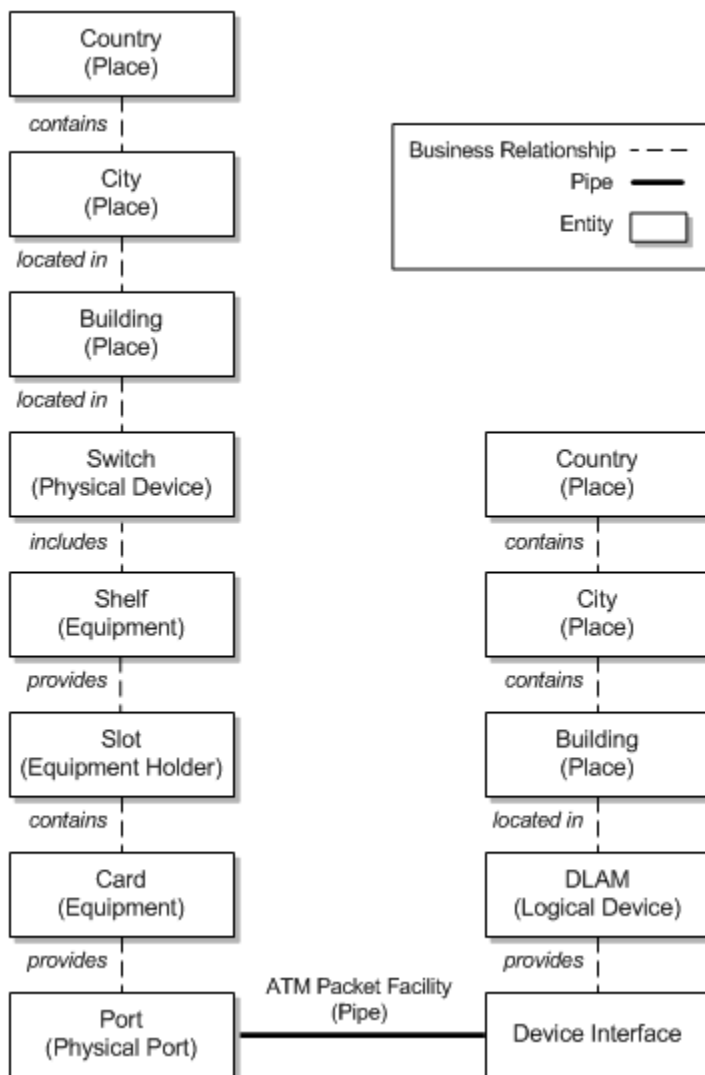 Country
(Place)
contains
City
(Place)
located in
Building
(Place)
located in
Switch
(Physical Device)
includes
Shelf
(Equipment)
provides
Slot
(Equipment Holder)
contains
Card
(Equipment)
provides
Port
(Physical Port)
ATM Packet Facility
(Pipe)
Business Relationship
Pipe
Entity
Country
(Place)
contains
City
(Place)
contains
Building
(Place)
located in
DLAM
(Logical Device)
provides
Device Interface